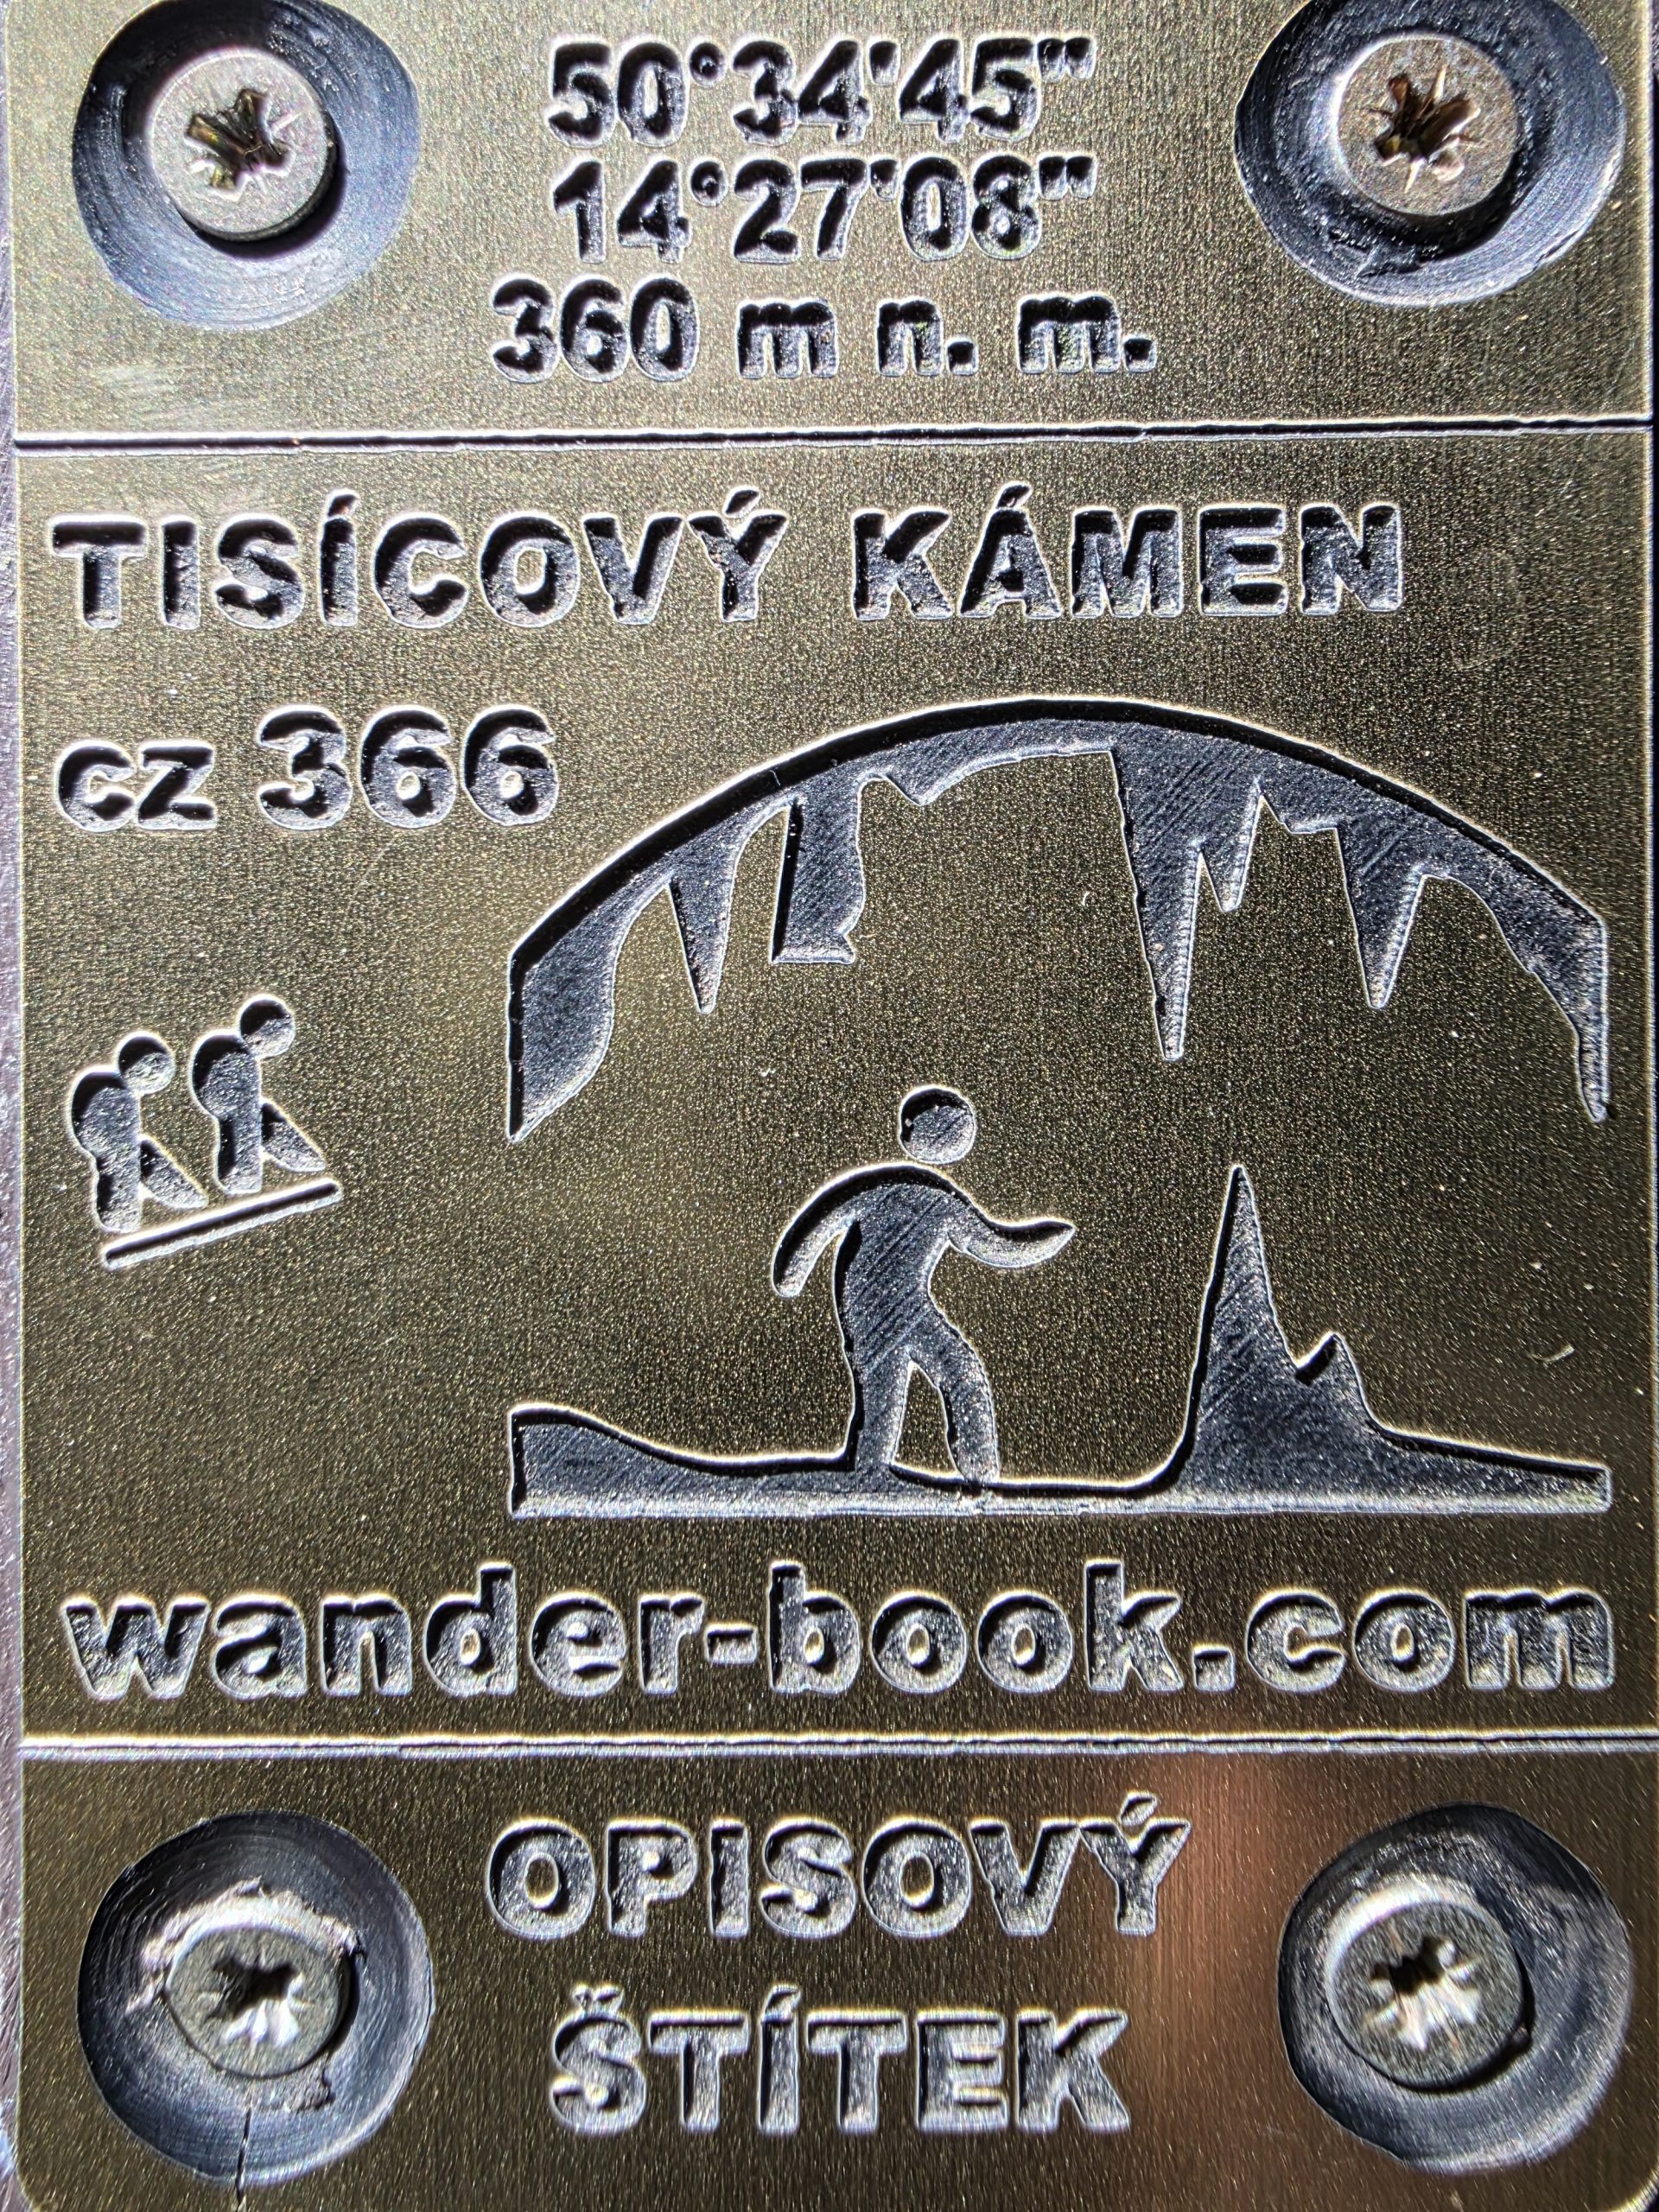 50°34'45"
14°27'08"
360 m n. m.
TISÍCOVÝ KÁMEN
cz 366
wander-book.com
OPISOVÝ
ŠTÍTEK